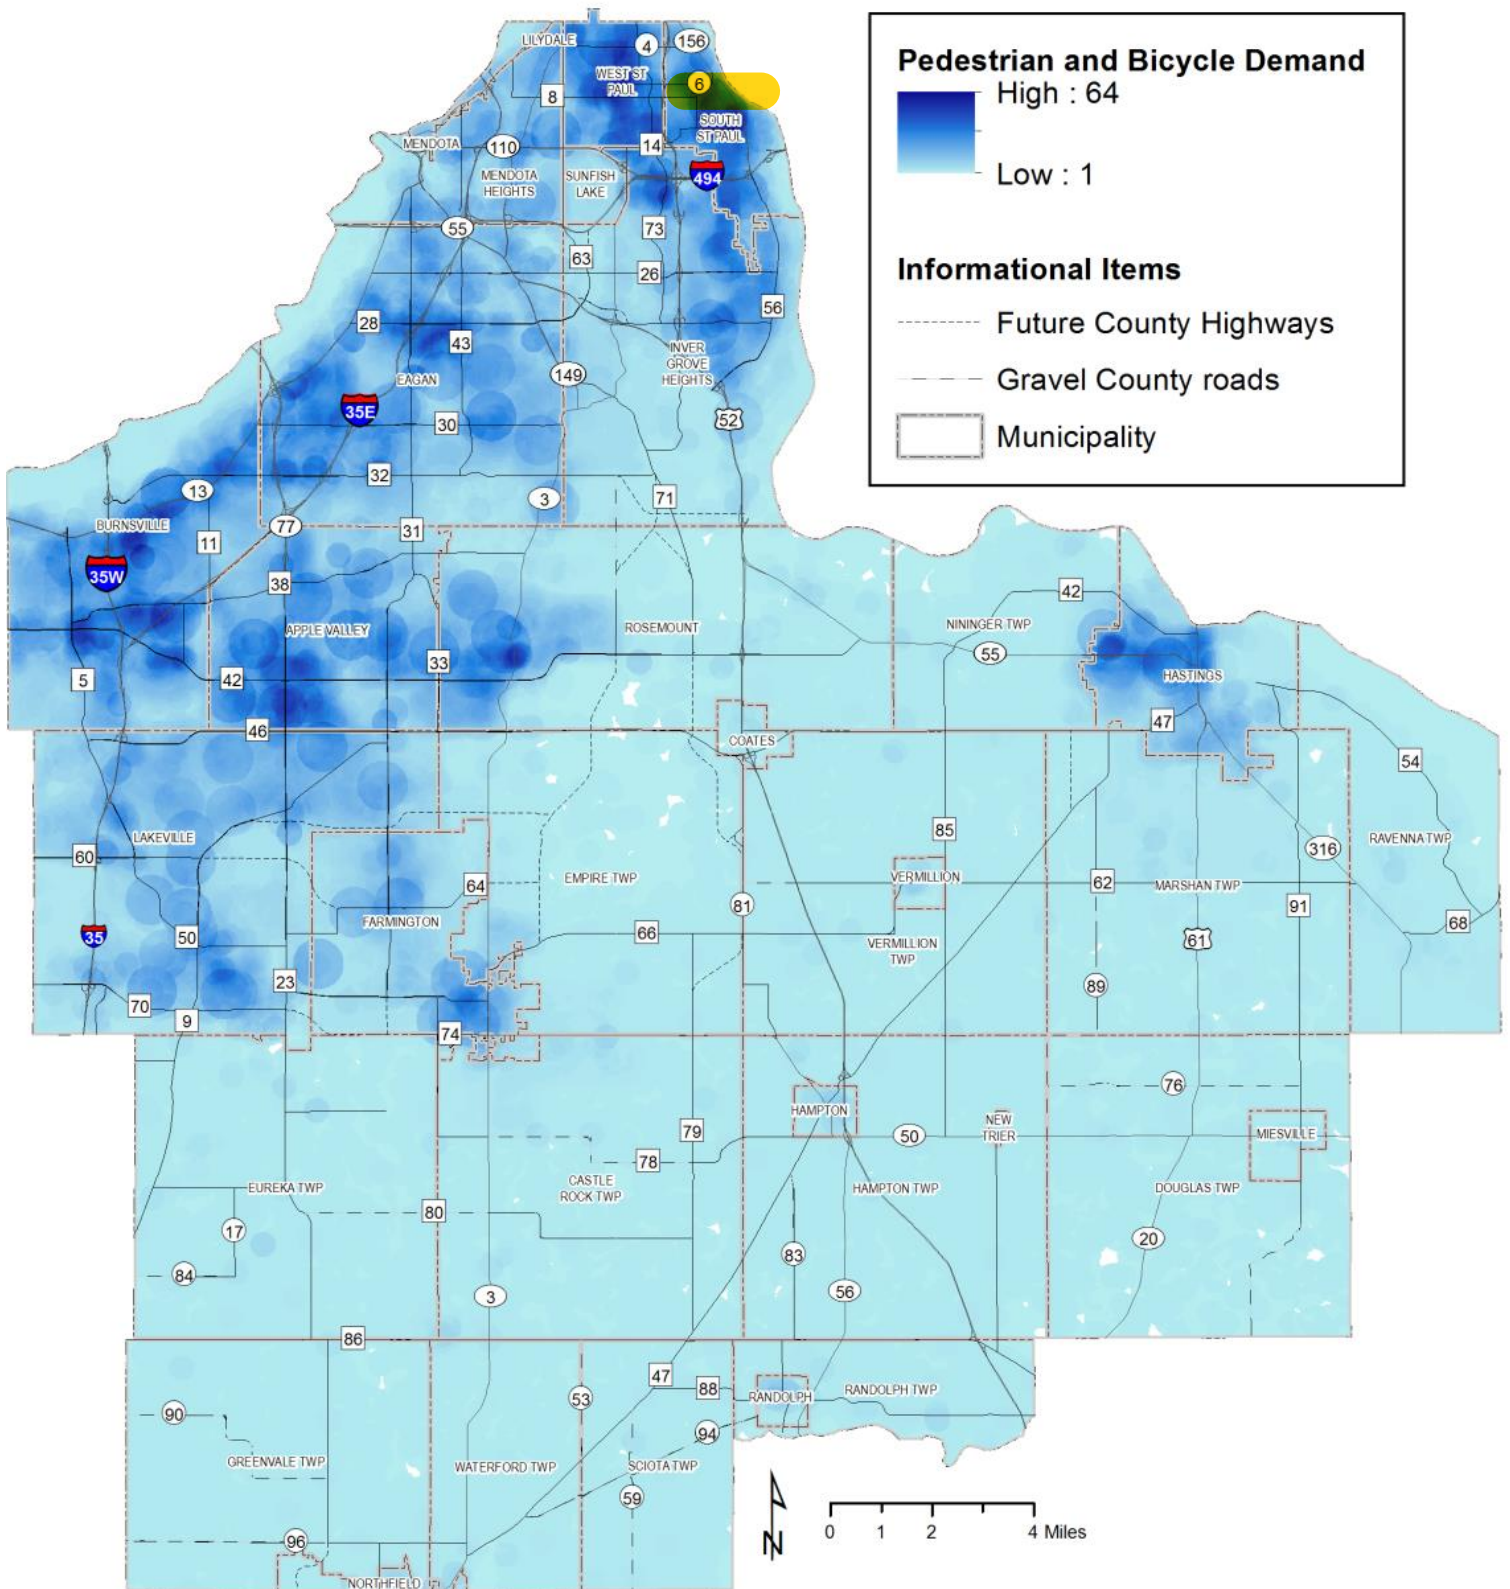 LILYDALE
4
156
WEST ST
PAUL
6
8
SOUTH
ST PAUL
MENDOTA
110
14
MENDOTA
HEIGHTS
SUNFISH
LAKE
494
55
73
63
26
56
28
43
INVER
GROVE
HEIGHTS
EAGAN
149
35E
30
52
32
13
3
71
BURNSVILLE
77
31
11
35W
38
42
APPLE VALLEY
ROSEMOUNT
NININGER TWP
33
55
5
42
HASTINGS
47
46
COATES
54
LAKEVILLE
85
60
316
RAVENNA TWP
64
EMPIRE TWP
VERMILLION
62
MARSHAN TWP
81
91
FARMINGTON
35
50
66
VERMILLION
TWP
61
68
23
89
70
9
74
76
HAMPTON
NEW
TRIER
79
50
MIESVILLE
78
EUREKA TWP
CASTLE
ROCK TWP
HAMPTON TWP
DOUGLAS TWP
80
17
20
83
84
3
56
86
47
88
RANDOLPH
RANDOLPH TWP
53
90
94
GREENVALE TWP
WATERFORD TWP
SCIOTA TWP
59
96
NORTHFIELD
Pedestrian and Bicycle Demand
High : 64
Low : 1
Informational Items
Future County Highways
Gravel County roads
Municipality
N
0 1 2 4 Miles